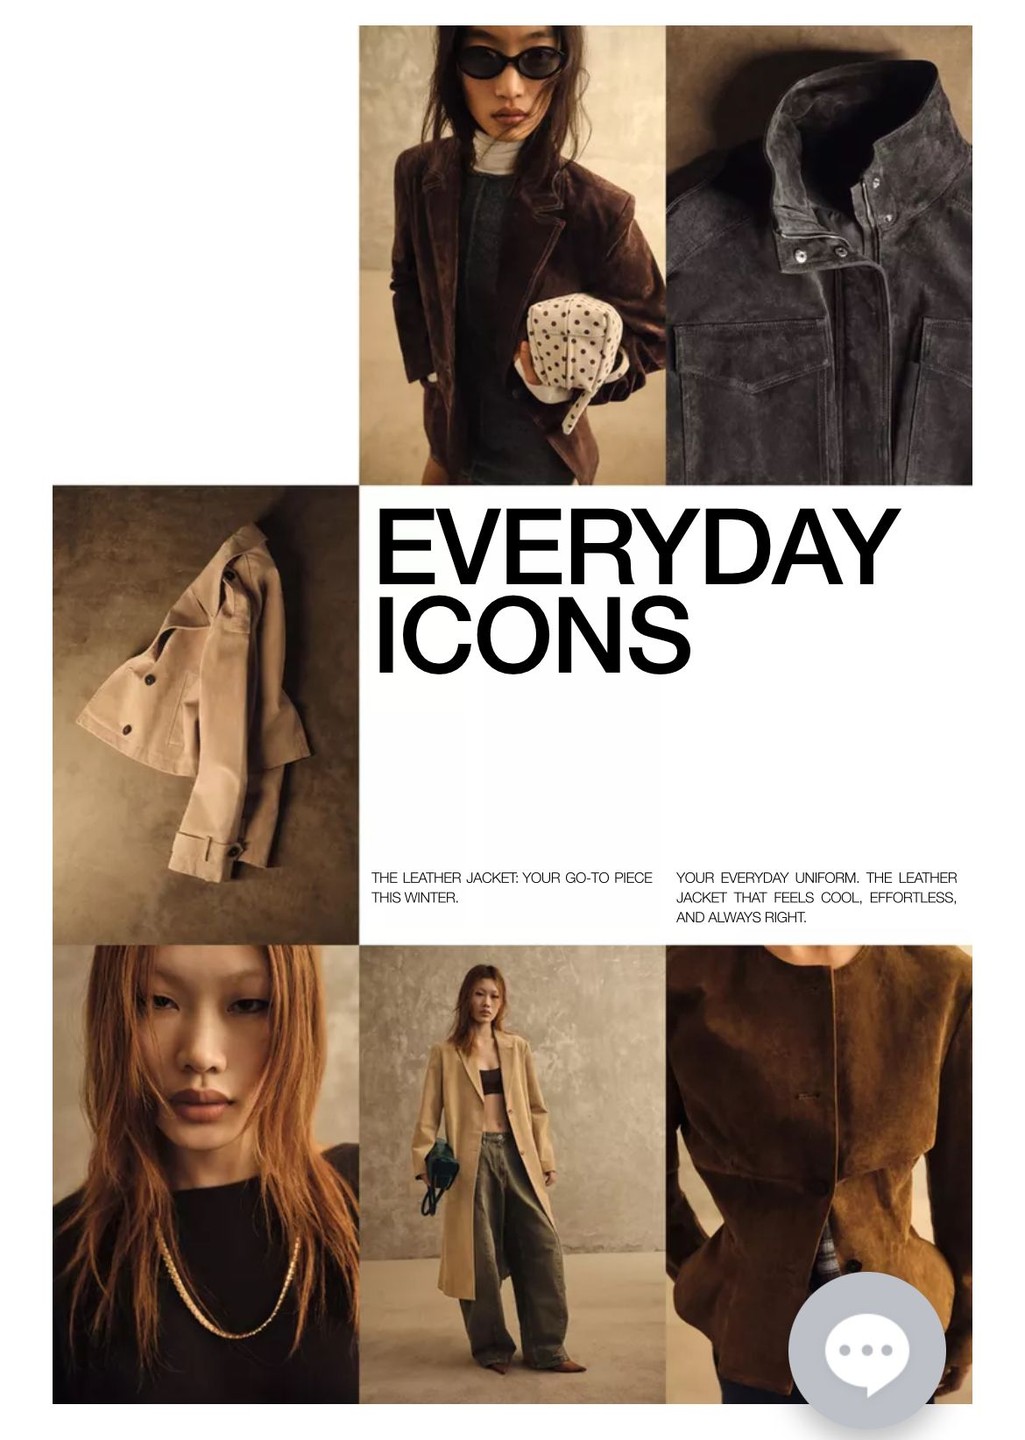 EVERYDAY
ICONS
THE LEATHER JACKET: YOUR GO-TO PIECE
THIS WINTER.
YOUR EVERYDAY UNIFORM. THE LEATHER
JACKET THAT FEELS COOL, EFFORTLESS,
AND ALWAYS RIGHT.